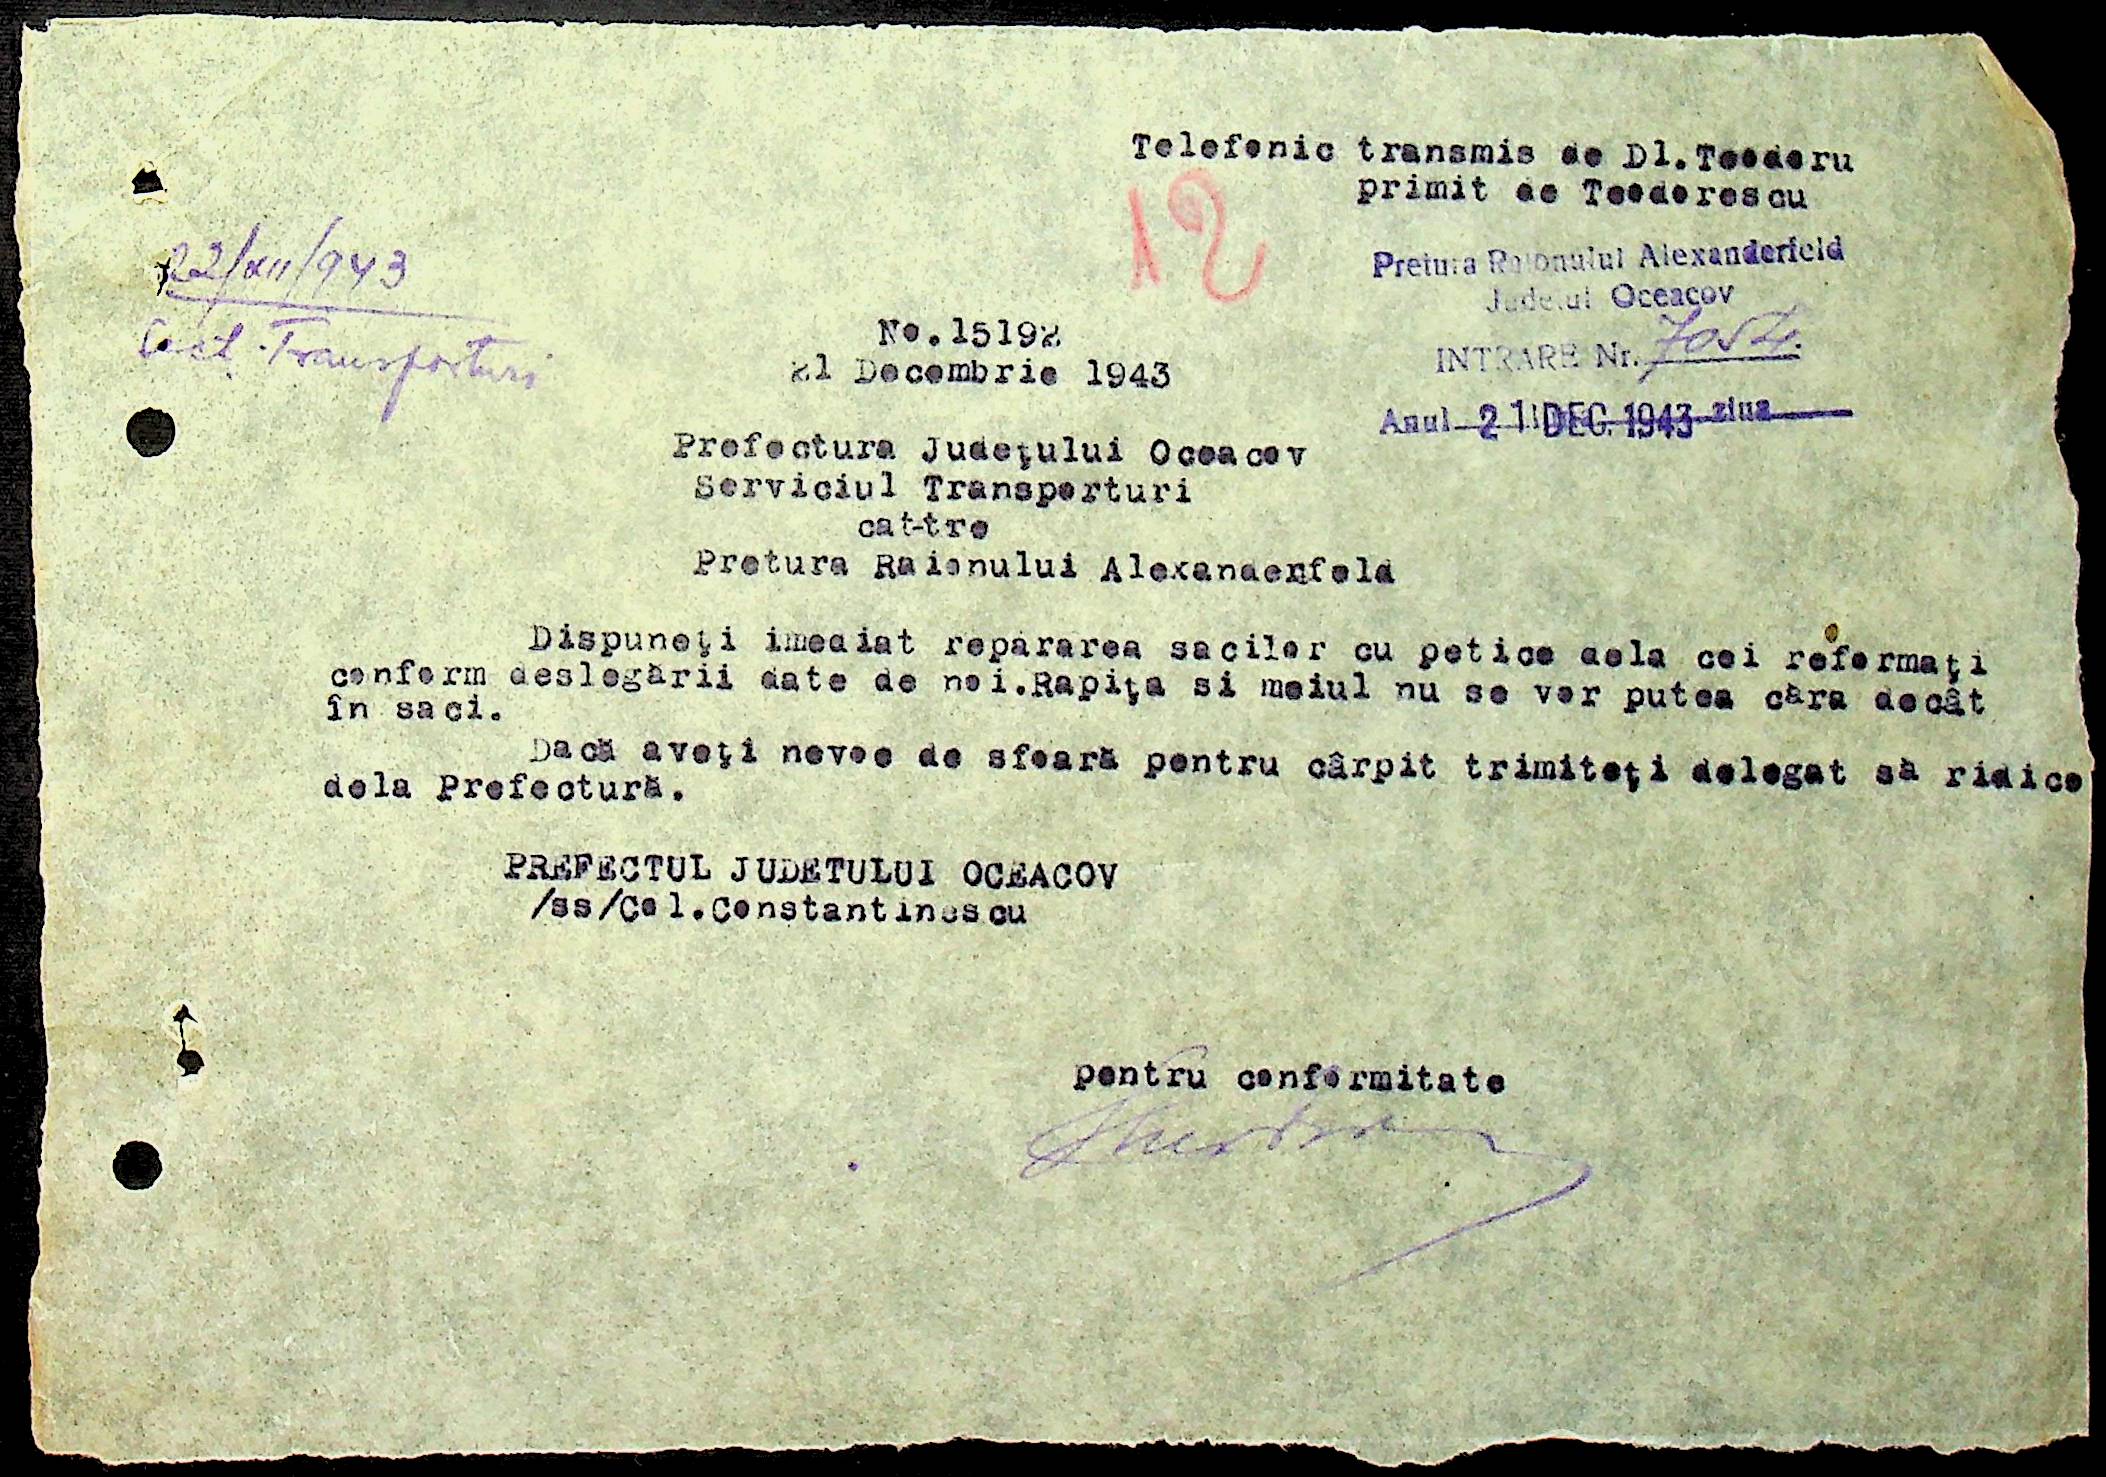 Telefonic transmis de Dl.Teodoru
primit de Teodorescu
12
Pretura Raionului Alexanderfeld
Judetul Oceacov
INTRARE Nr. 7054.
Anul 21 DEC. 1943 ziua
22/XII/943
Sect. Transporturi
No.15192
21 Decembrie 1943
Prefectura Judeţului Oceacov
Serviciul Transporturi
cat-tre
Pretura Raionului Alexanderfeld
Dispuneţi imediat repararea sacilor cu petice dela cei reformaţi
conform deslegării date de noi.Rapiţa si meiul nu se vor putea căra decât
în saci.
Dacă aveţi nevoe de sfoară pentru cârpit trimiteţi delegat să ridice
dela Prefectură.
PREFECTUL JUDETULUI OCEACOV
/ss/Col.Constantinescu
pentru conformitate